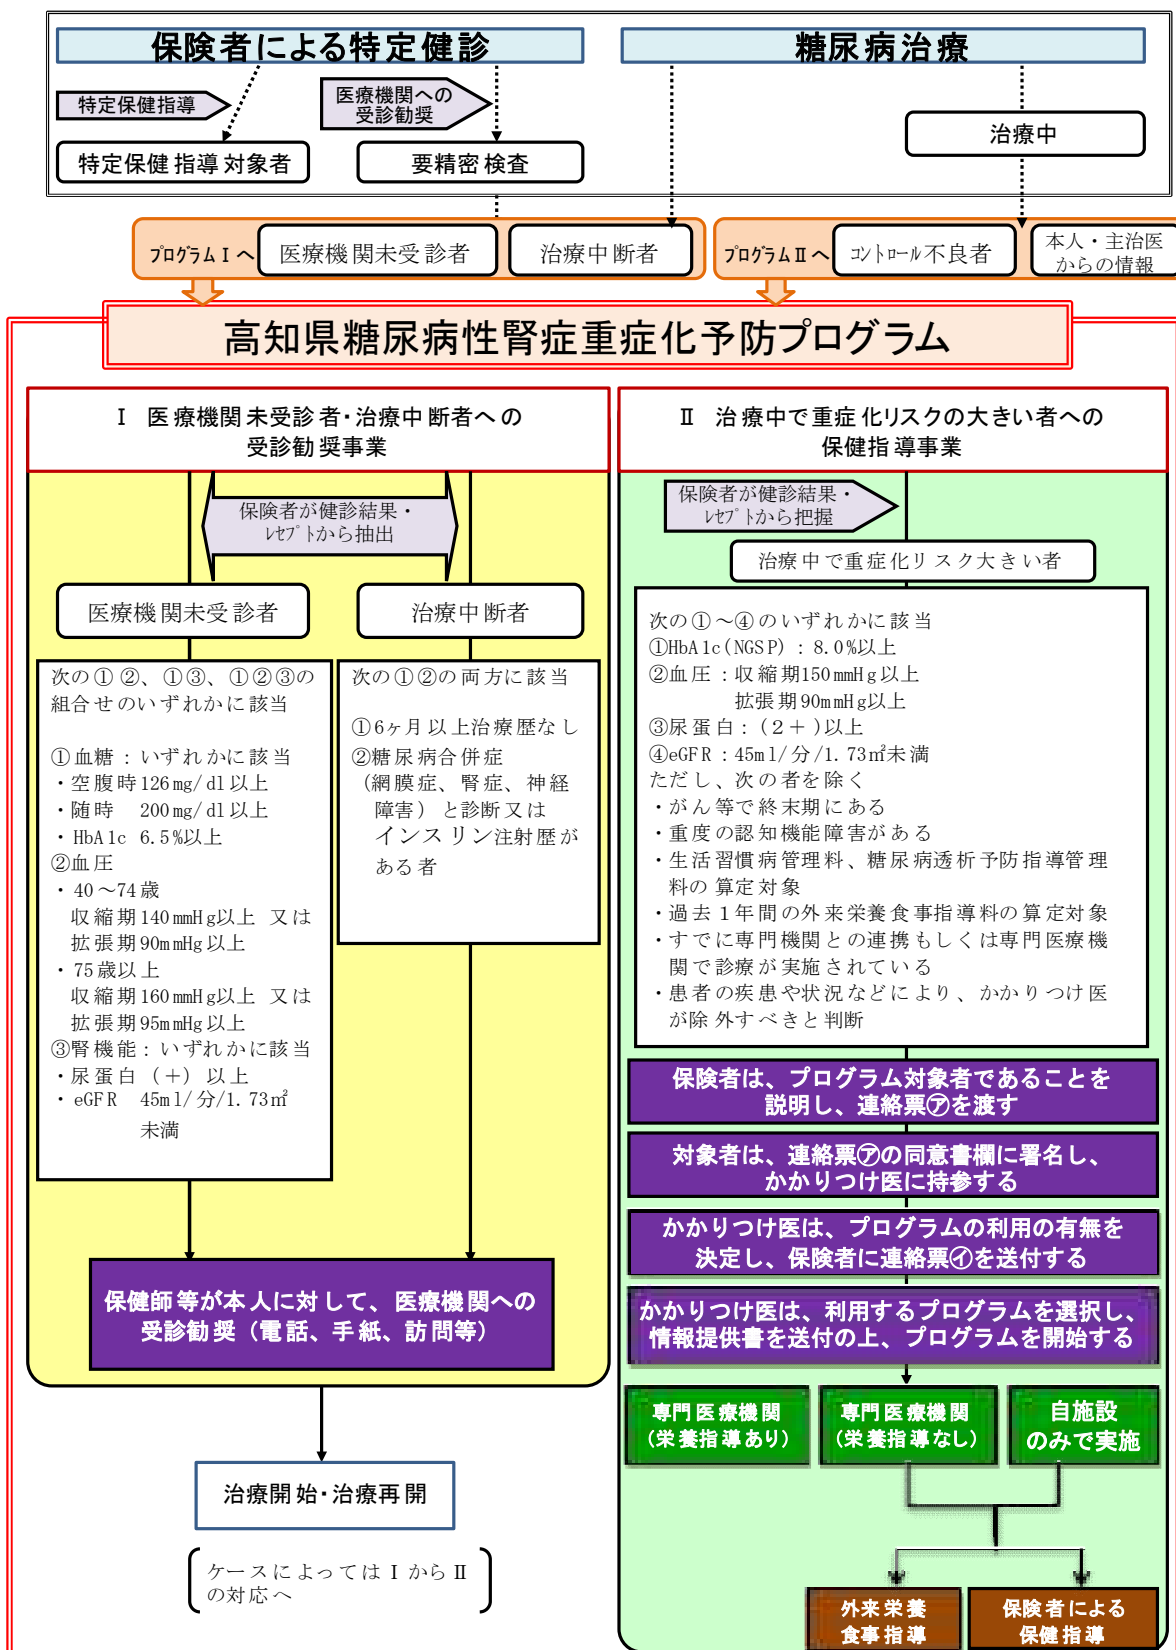 保険者による特定健診
糖尿病治療
特定保健指導
医療機関への
受診勧奨
特定保健指導対象者
要精密検査
治療中
プログラムⅠへ
医療機関未受診者
治療中断者
プログラムⅡへ
コントロール不良者
本人・主治医
からの情報
高知県糖尿病性腎症重症化予防プログラム
Ⅰ 医療機関未受診者・治療中断者への
受診勧奨事業
保険者が健診結果・
レセプトから抽出
医療機関未受診者
治療中断者
次の①②、①③、①②③の
組合せのいずれかに該当
①血糖：いずれかに該当
・空腹時126mg/dl以上
・随時 200mg/dl以上
・HbA1c 6.5%以上
②血圧
・40～74歳
収縮期140mmHg以上 又は
拡張期90mmHg以上
・75歳以上
収縮期160mmHg以上 又は
拡張期95mmHg以上
③腎機能：いずれかに該当
・尿蛋白（＋）以上
・eGFR 45ml/分/1.73㎡
未満
次の①②の両方に該当
①6ヶ月以上治療歴なし
②糖尿病合併症
（網膜症、腎症、神経
障害）と診断又は
インスリン注射歴が
ある者
保健師等が本人に対して、医療機関への
受診勧奨（電話、手紙、訪問等）
治療開始・治療再開
ケースによってはⅠからⅡ
の対応へ
Ⅱ 治療中で重症化リスクの大きい者への
保健指導事業
保険者が健診結果・
レセプトから把握
治療中で重症化リスク大きい者
次の①～④のいずれかに該当
①HbA1c(NGSP)：8.0%以上
②血圧：収縮期150mmHg以上
拡張期90mmHg以上
③尿蛋白：(2＋)以上
④eGFR：45ml/分/1.73㎡未満
ただし、次の者を除く
・がん等で終末期にある
・重度の認知機能障害がある
・生活習慣病管理料、糖尿病透析予防指導管理
料の算定対象
・過去1年間の外来栄養食事指導料の算定対象
・すでに専門機関との連携もしくは専門医療機
関で診療が実施されている
・患者の疾患や状況などにより、かかりつけ医
が除外すべきと判断
保険者は、プログラム対象者であることを
説明し、連絡票㋐を渡す
対象者は、連絡票㋐の同意書欄に署名し、
かかりつけ医に持参する
かかりつけ医は、プログラムの利用の有無を
決定し、保険者に連絡票㋑を送付する
かかりつけ医は、利用するプログラムを選択し、
情報提供書を送付の上、プログラムを開始する
専門医療機関
（栄養指導あり）
専門医療機関
（栄養指導なし）
自施設
のみで実施
外来栄養
食事指導
保険者による
保健指導